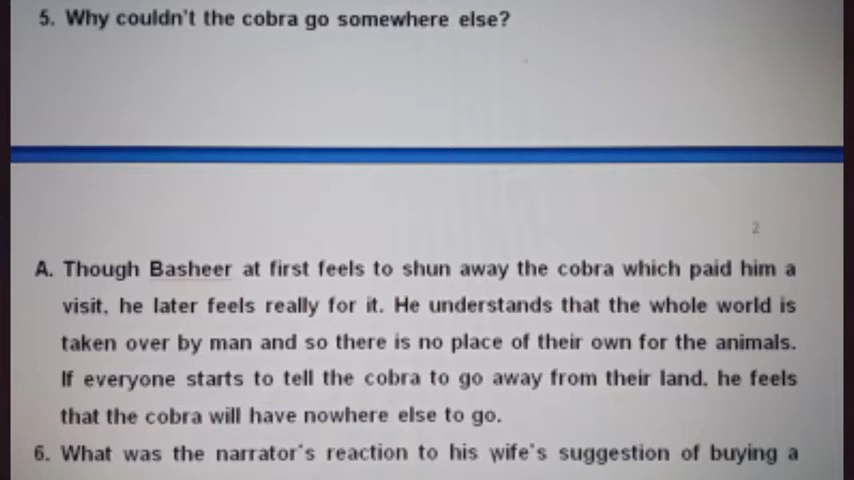 5. Why couldn't the cobra go somewhere else?
2
A. Though Basheer at first feels to shun away the cobra which paid him a
visit, he later feels really for it. He understands that the whole world is
taken over by man and so there is no place of their own for the animals.
If everyone starts to tell the cobra to go away from their land, he feels
that the cobra will have nowhere else to go.
6. What was the narrator's reaction to his wife's suggestion of buying a